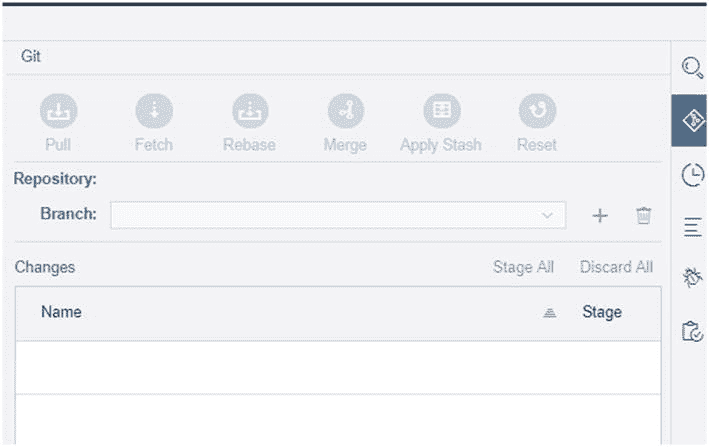 Git
Pull Fetch Rebase Merge Apply Stash Reset
Repository:
Branch:
Changes Stage All Discard All
Name Stage